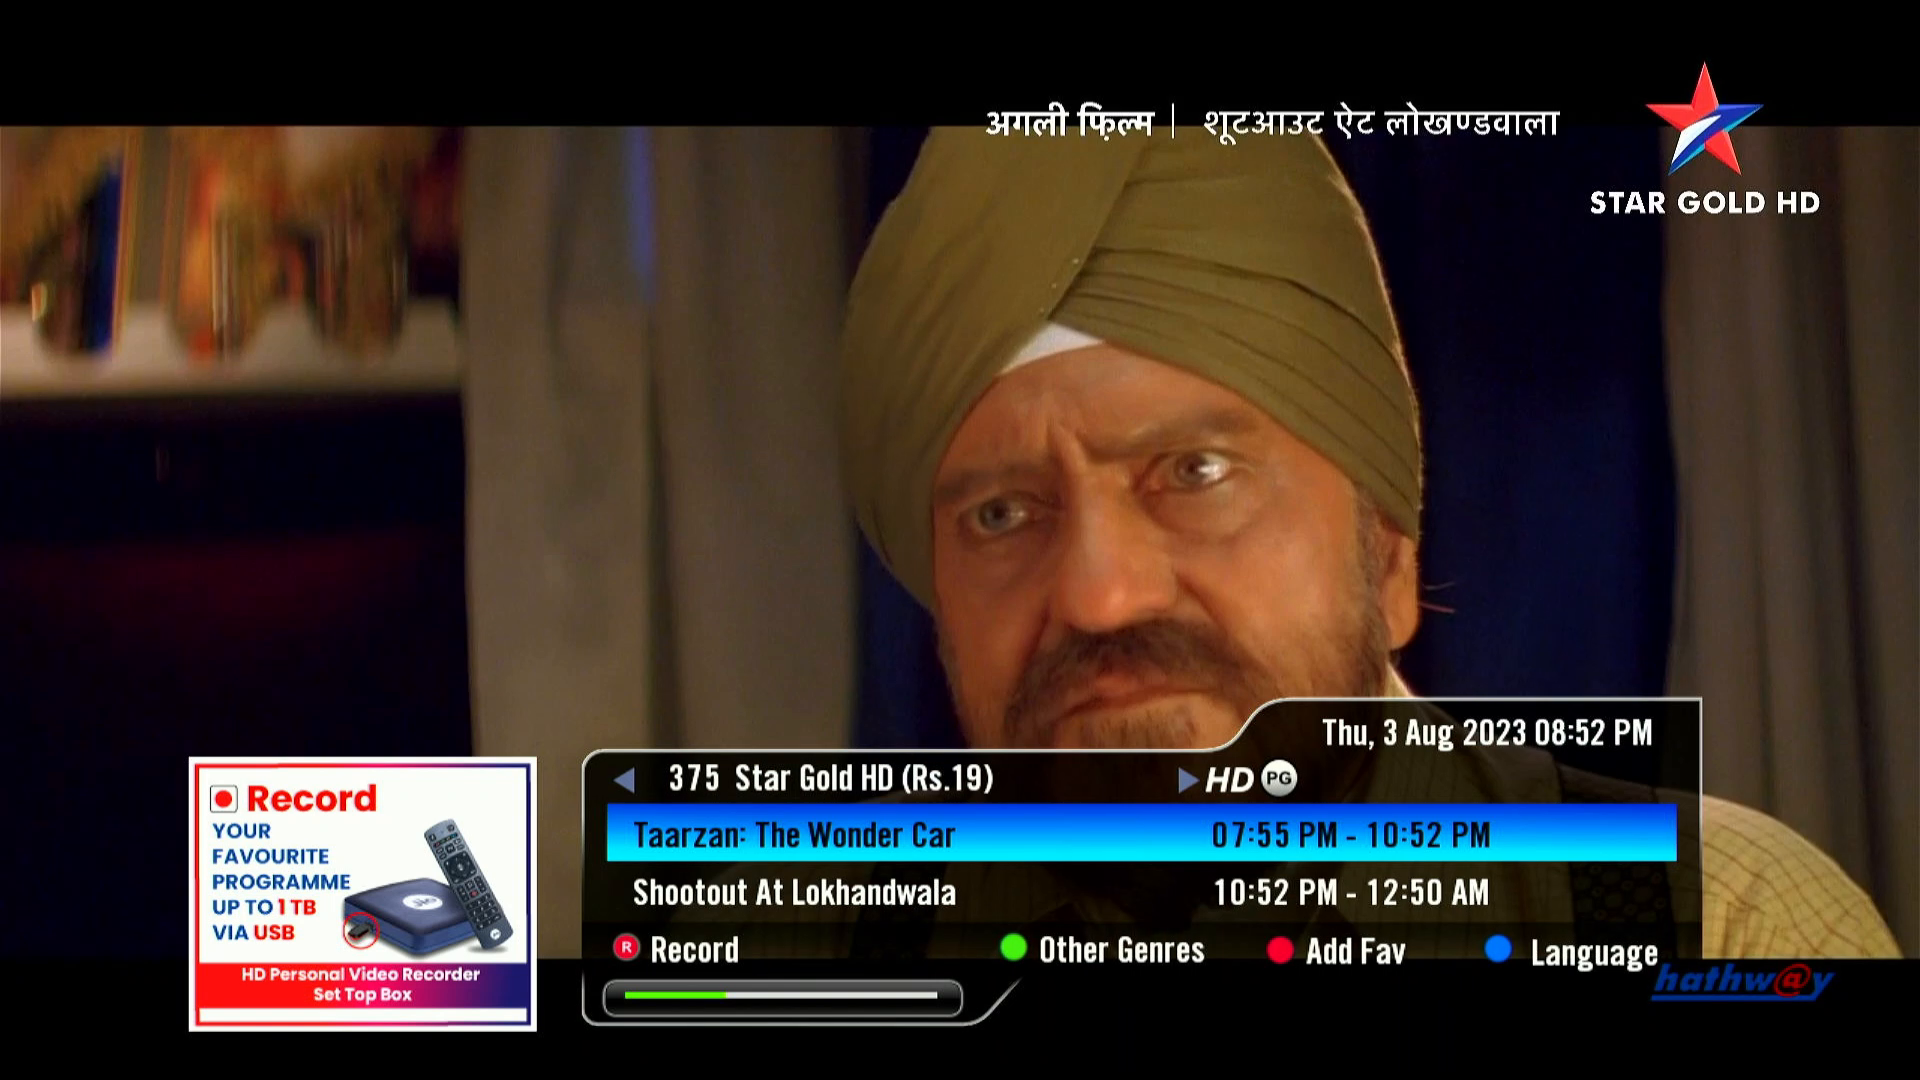 अगली फ़िल्म | शूटआउट ऐट लोखण्डवाला
STAR GOLD HD
Thu, 3 Aug 2023 08:52 PM
375 Star Gold HD (Rs.19) HD PG
Taarzan: The Wonder Car 07:55 PM - 10:52 PM
Shootout At Lokhandwala 10:52 PM - 12:50 AM
R Record Other Genres Add Fav Language
hathw@y
Record
YOUR
FAVOURITE
PROGRAMME
UP TO 1 TB
VIA USB
Jio
HD Personal Video Recorder
Set Top Box